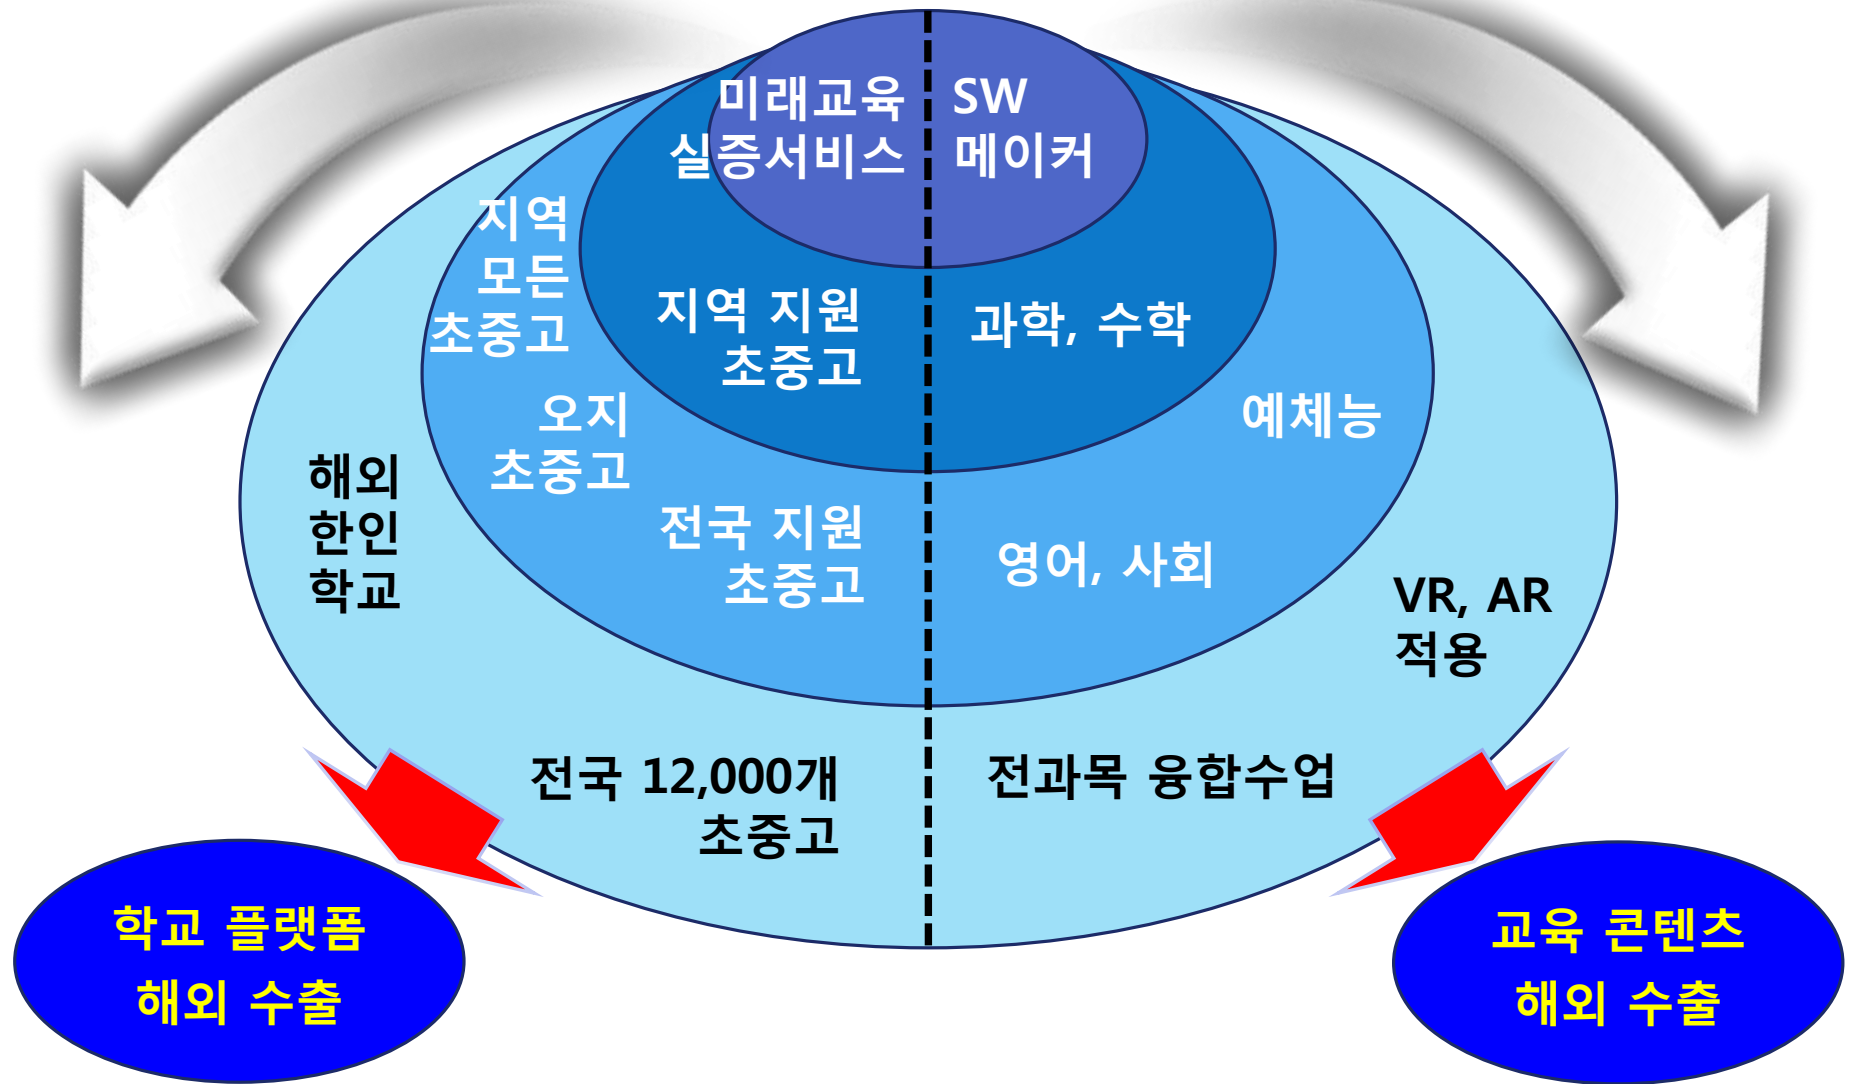 미래교육
실증서비스
SW
메이커
지역
모든
초중고
지역 지원
초중고
과학, 수학
오지
초중고
예체능
해외
한인
학교
전국 지원
초중고
영어, 사회
VR, AR
적용
전국 12,000개
초중고
전과목 융합수업
학교 플랫폼
해외 수출
교육 콘텐츠
해외 수출